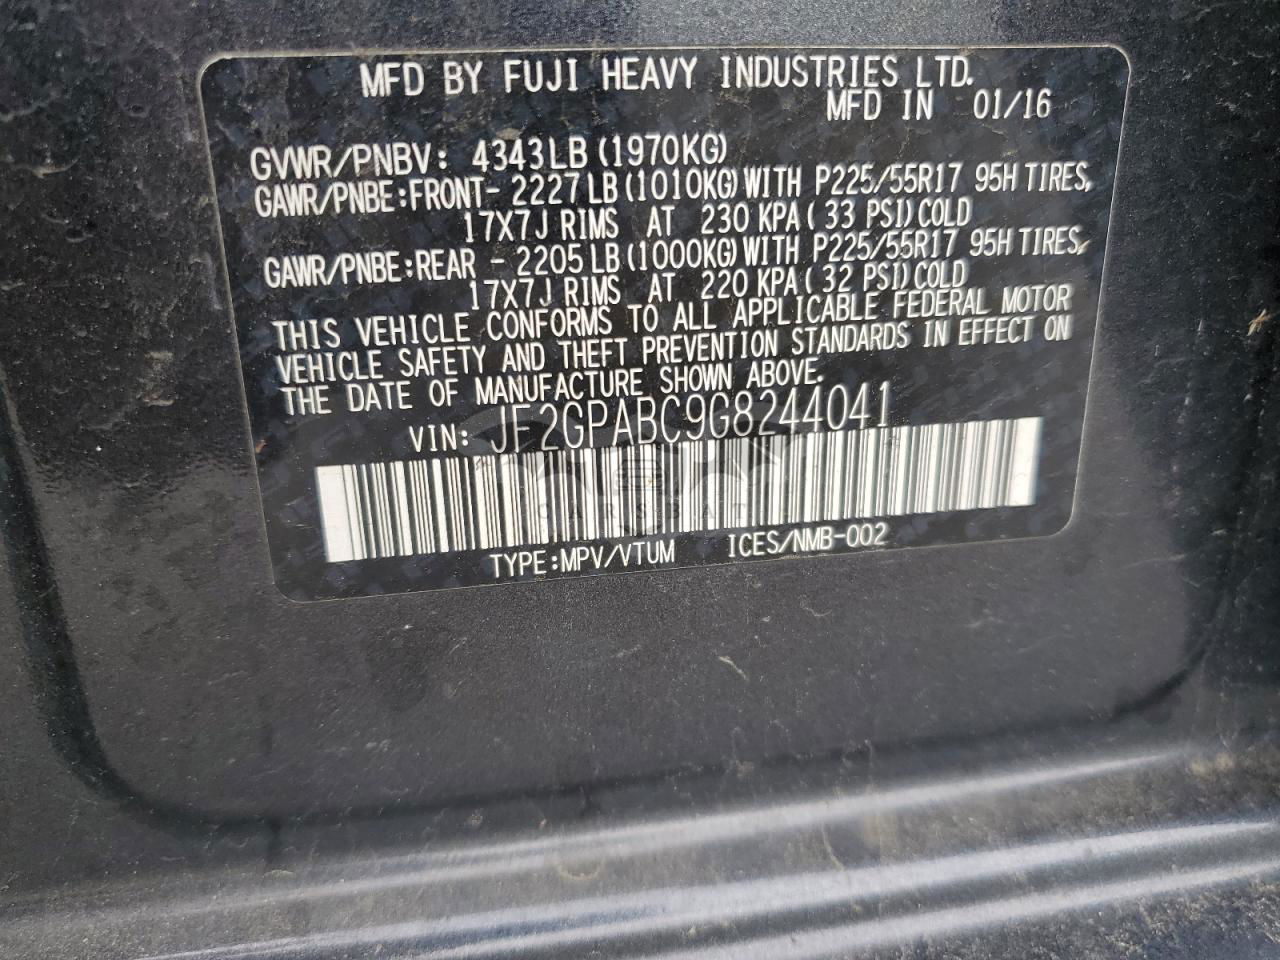 MFD BY FUJI HEAVY INDUSTRIES LTD.
MFD IN 01/16
GVWR/PNBV: 4343LB (1970KG)
GAWR/PNBE:FRONT- 2227LB (1010KG) WITH P225/55R17 95H TIRES,
17X7J RIMS AT 230 KPA ( 33 PSI) COLD
GAWR/PNBE:REAR - 2205LB (1000KG) WITH P225/55R17 95H TIRES,
17X7J RIMS AT 220 KPA ( 32 PSI) COLD
THIS VEHICLE CONFORMS TO ALL APPLICABLE FEDERAL MOTOR
VEHICLE SAFETY AND THEFT PREVENTION STANDARDS IN EFFECT ON
THE DATE OF MANUFACTURE SHOWN ABOVE.
VIN: JF2GPABC9G8244041
CARSBAT
TYPE:MPV/VTUM ICES/NMB-002